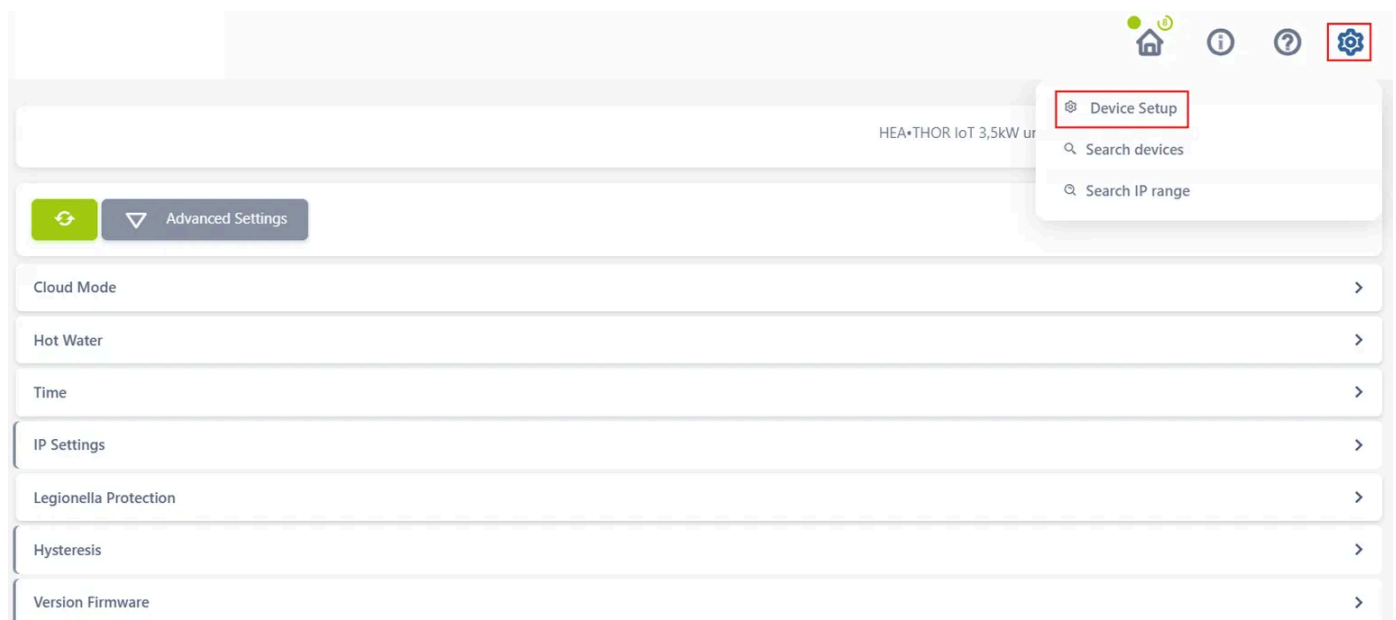 8
Device Setup
HEA•THOR IoT 3,5kW
Search devices
Search IP range
Advanced Settings
Cloud Mode
Hot Water
Time
IP Settings
Legionella Protection
Hysteresis
Version Firmware